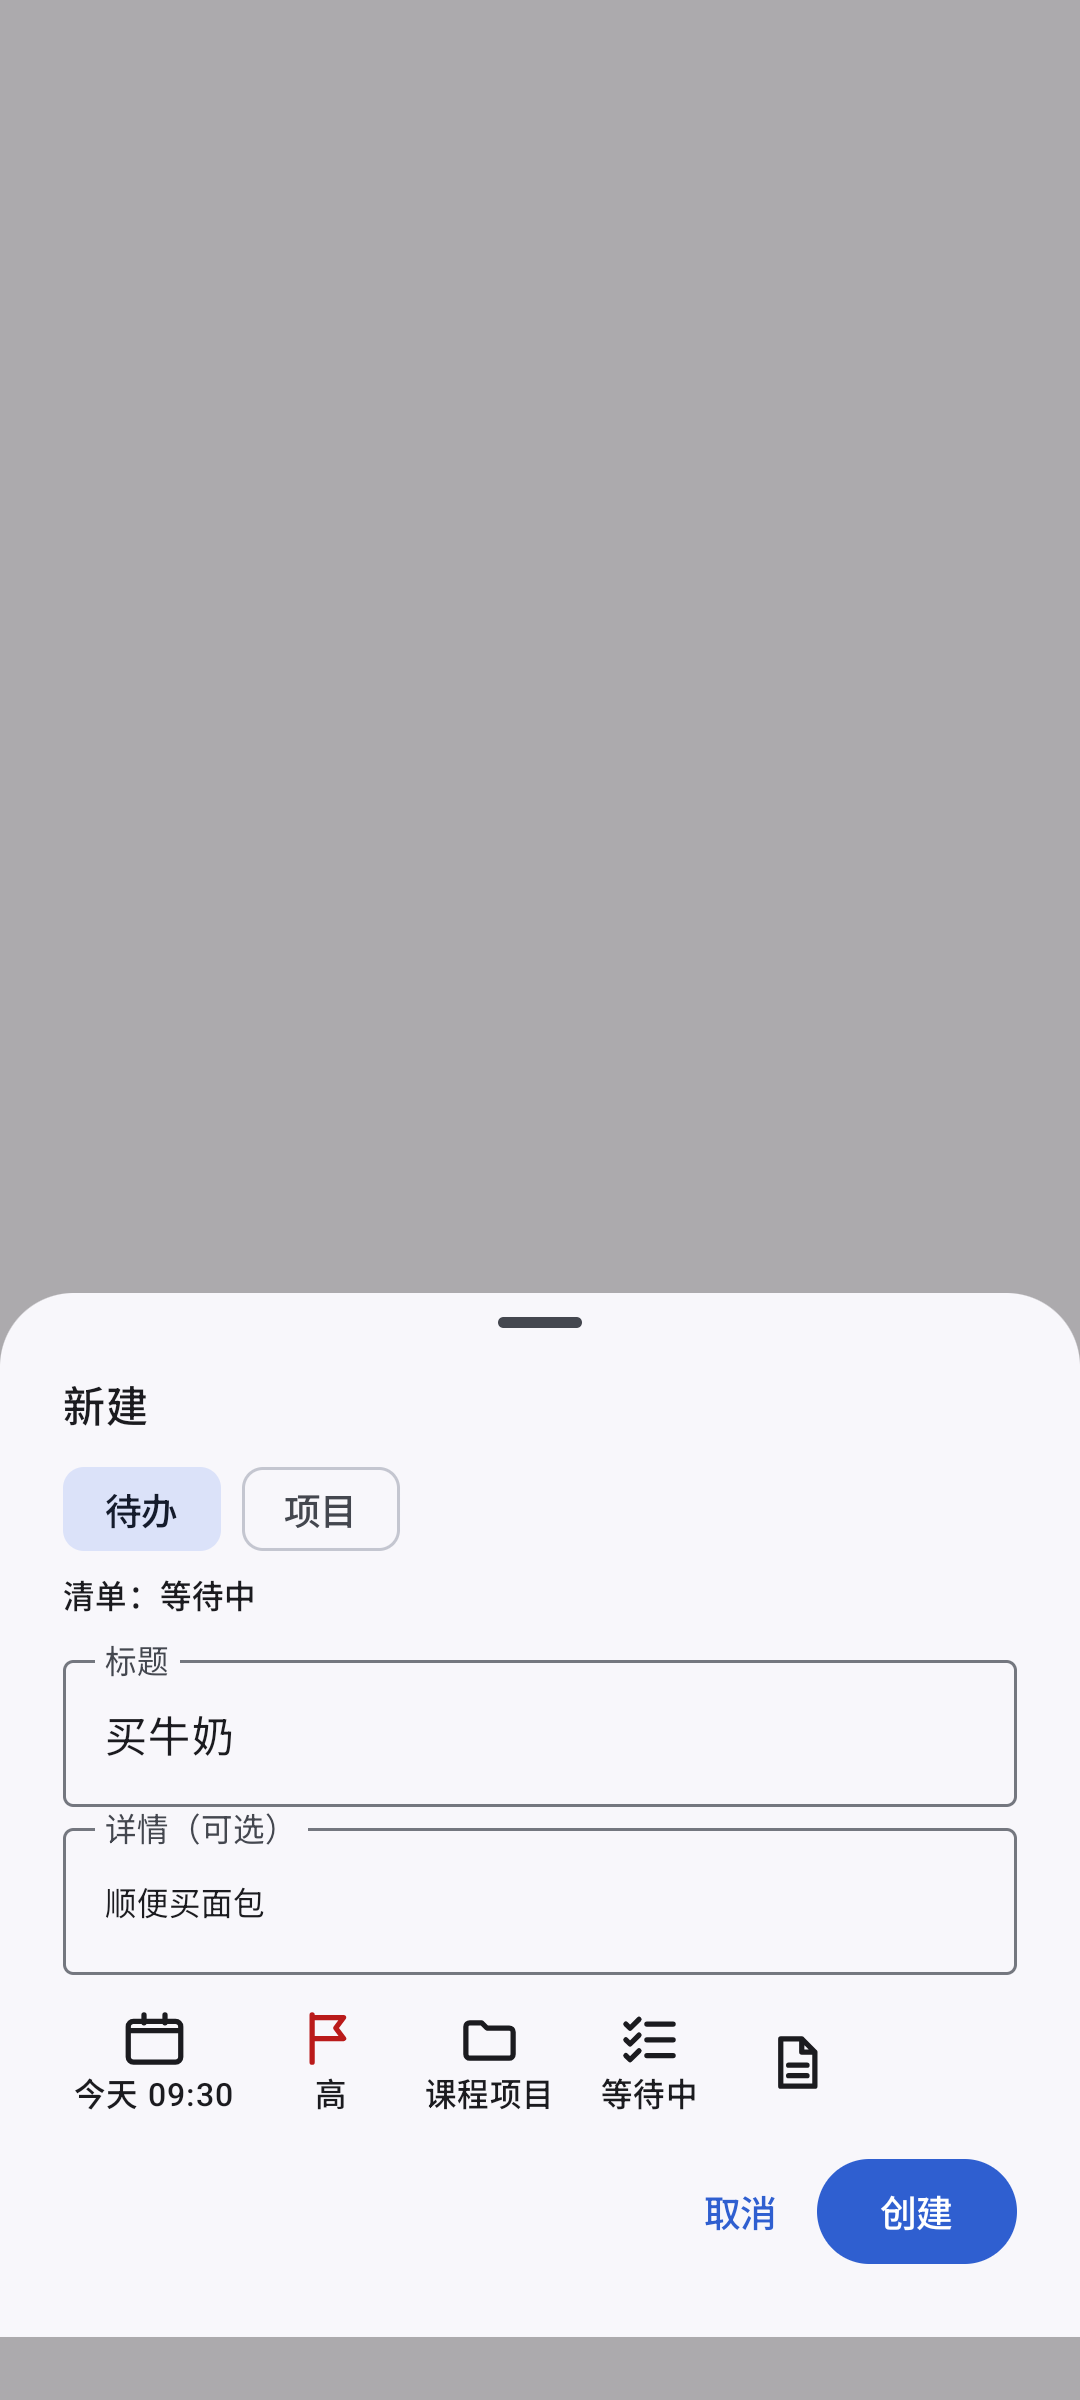 新建
待办 项目
清单：等待中
标题
买牛奶
详情（可选）
顺便买面包
今天 09:30 高 课程项目 等待中
取消 创建